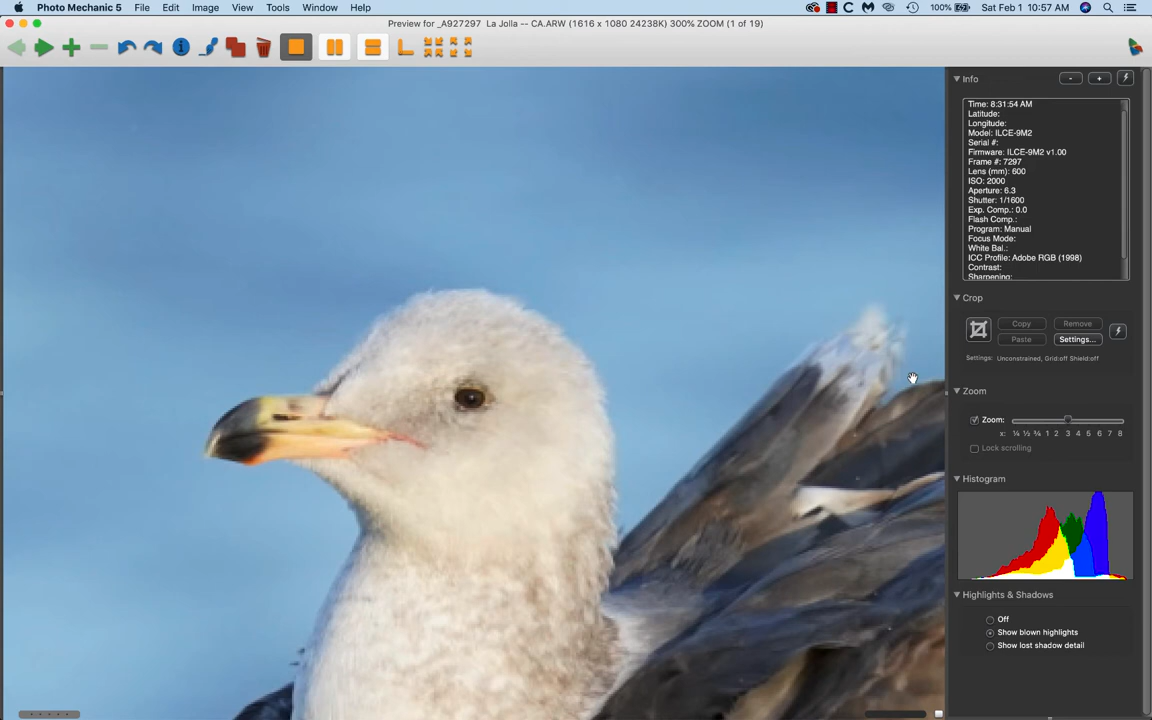 Photo Mechanic 5 File Edit Image View Tools Window Help 100% Sat Feb 1 10:57 AM
Preview for _A927297 La Jolla -- CA.ARW (1616 x 1080 24238K) 300% ZOOM (1 of 19)
Info - +
Time: 8:31:54 AM
Latitude:
Longitude:
Model: ILCE-9M2
Serial #:
Firmware: ILCE-9M2 v1.00
Frame #: 7297
Lens (mm): 600
ISO: 2000
Aperture: 6.3
Shutter: 1/1600
Exp. Comp.: 0.0
Flash Comp.:
Program: Manual
Focus Mode:
White Bal.:
ICC Profile: Adobe RGB (1998)
Contrast:
Sharpening:
Crop
Copy Remove
Paste Settings...
Settings: Unconstrained, Grid:off Shield:off
Zoom
Zoom:
x: ¼ ½ ¾ 1 2 3 4 5 6 7 8
Lock scrolling
Histogram
Highlights & Shadows
Off
Show blown highlights
Show lost shadow detail